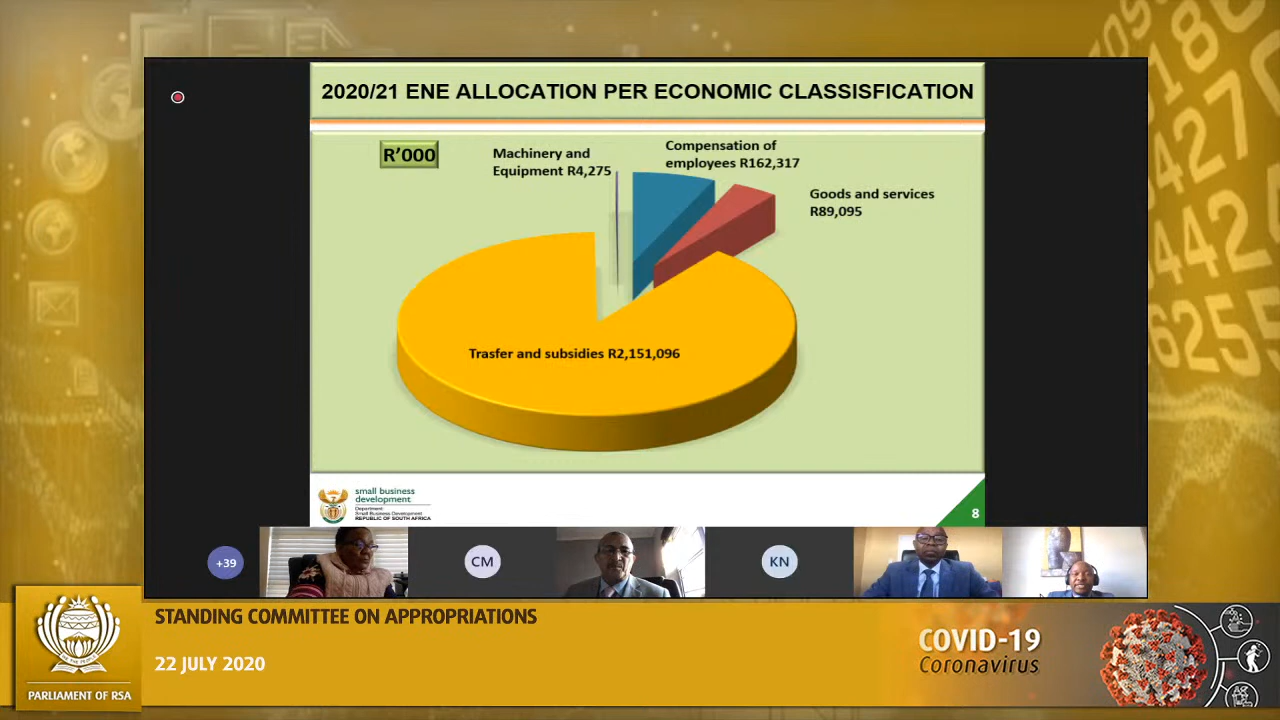 2020/21 ENE ALLOCATION PER ECONOMIC CLASSISFICATION
R'000
Machinery and
Equipment R4,275
Compensation of
employees R162,317
Goods and services
R89,095
Trasfer and subsidies R2,151,096
small business
development
Department:
Small Business Development
REPUBLIC OF SOUTH AFRICA
8
+39
CM
KN
STANDING COMMITTEE ON APPROPRIATIONS
22 JULY 2020
PARLIAMENT OF RSA
COVID-19
Coronavirus